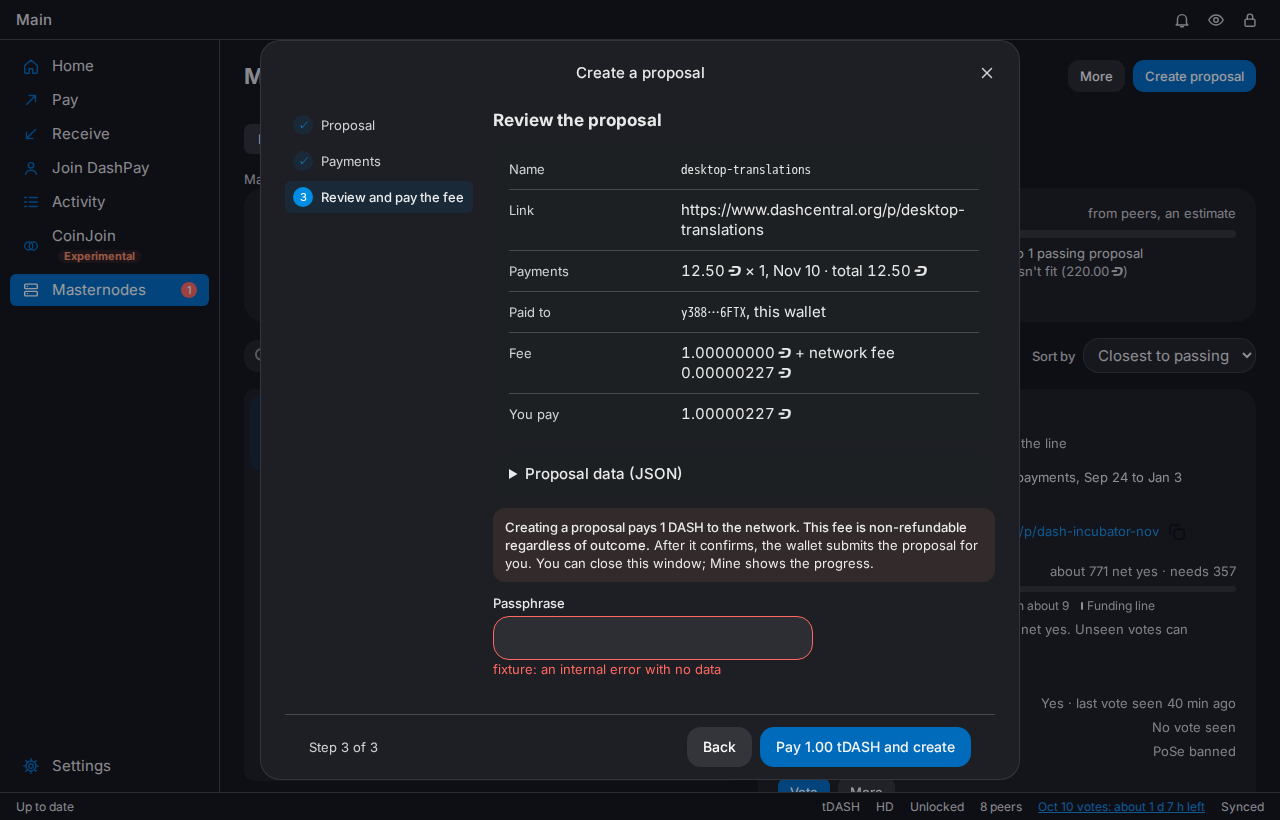 Main
Home
Pay
Receive
Join DashPay
Activity
CoinJoin
Experimental
Masternodes
1
Settings
More
Create proposal
from peers, an estimate
1 passing proposal
(220.00
Sort by
Closest to passing
the line
payments, Sep 24 to Jan 3
/p/dash-incubator-nov
about 771 net yes · needs 357
about 9
Funding line
net yes. Unseen votes can
Yes · last vote seen 40 min ago
No vote seen
PoSe banned
Vote
More
Create a proposal
✓ Proposal
✓ Payments
3 Review and pay the fee
Review the proposal
Name desktop-translations
Link https://www.dashcentral.org/p/desktop-
translations
Payments 12.50 × 1, Nov 10 · total 12.50
Paid to y388…6FTX, this wallet
Fee 1.00000000 + network fee
0.00000227
You pay 1.00000227
Proposal data (JSON)
Creating a proposal pays 1 DASH to the network. This fee is non-refundable
regardless of outcome. After it confirms, the wallet submits the proposal for
you. You can close this window; Mine shows the progress.
Passphrase
fixture: an internal error with no data
Step 3 of 3
Back
Pay 1.00 tDASH and create
Up to date
tDASH
HD
Unlocked
8 peers
Oct 10 votes: about 1 d 7 h left
Synced